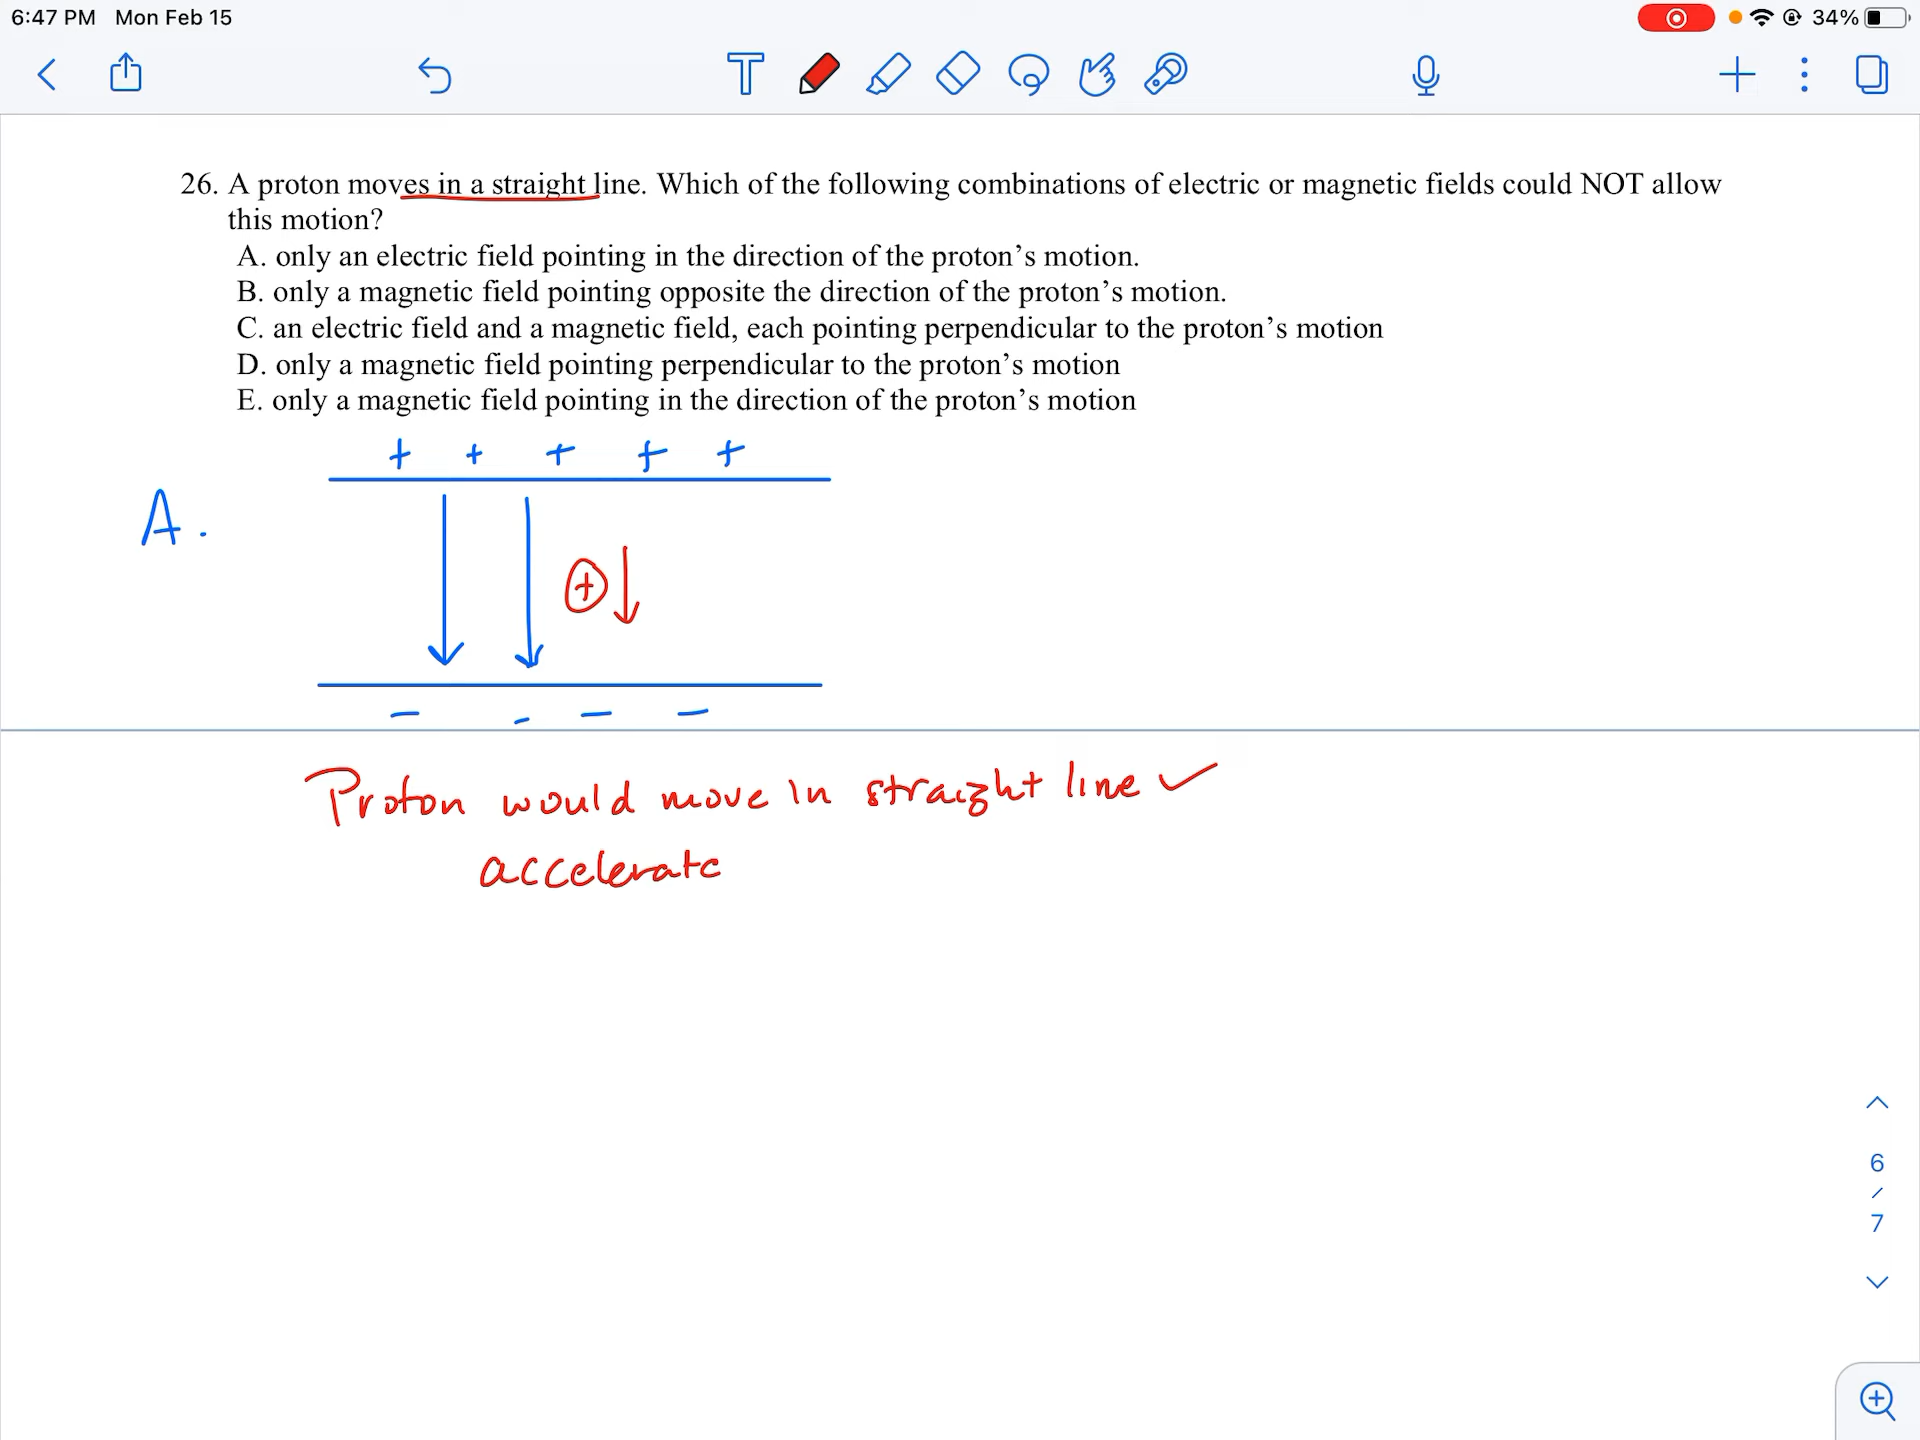 6:47 PM Mon Feb 15
34%
26. A proton moves in a straight line. Which of the following combinations of electric or magnetic fields could NOT allow
this motion?
A. only an electric field pointing in the direction of the proton’s motion.
B. only a magnetic field pointing opposite the direction of the proton’s motion.
C. an electric field and a magnetic field, each pointing perpendicular to the proton’s motion
D. only a magnetic field pointing perpendicular to the proton’s motion
E. only a magnetic field pointing in the direction of the proton’s motion
+ + + + +
A.
+
- - - -
Proton would move in straight line ✓
accelerate
6
/
7